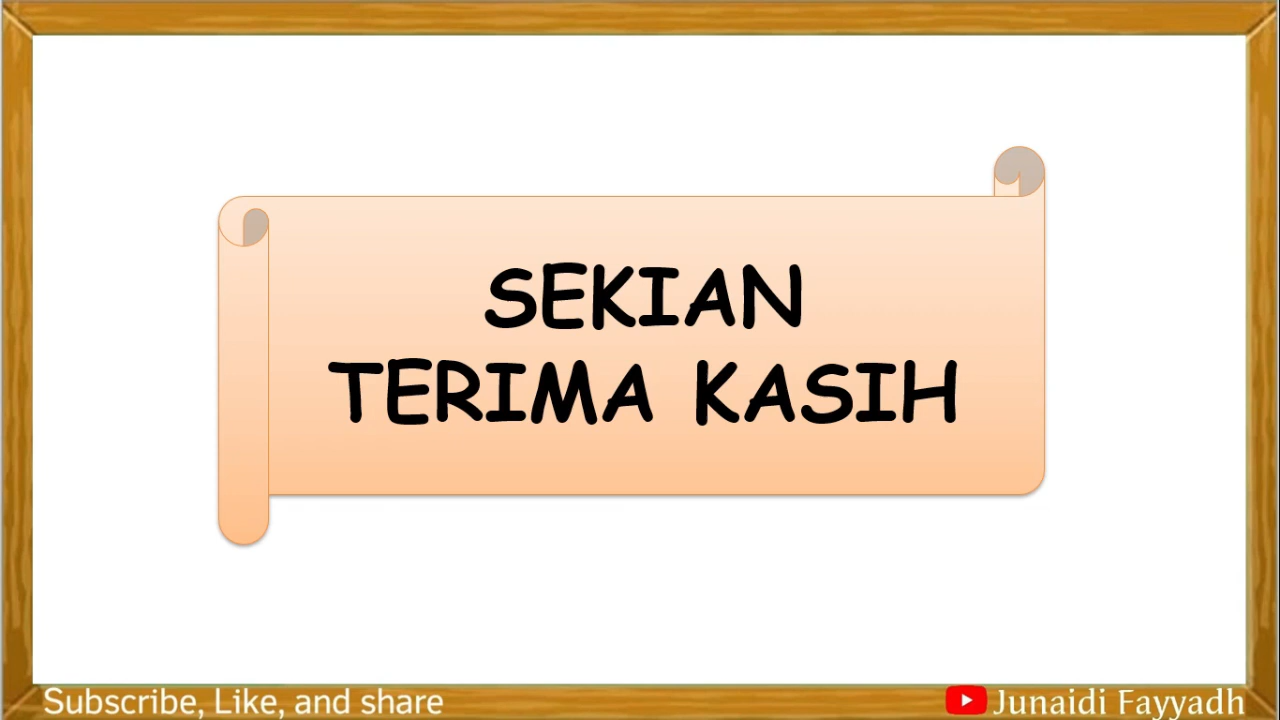 SEKIAN
TERIMA KASIH
Subscribe, Like, and share
Junaidi Fayyadh